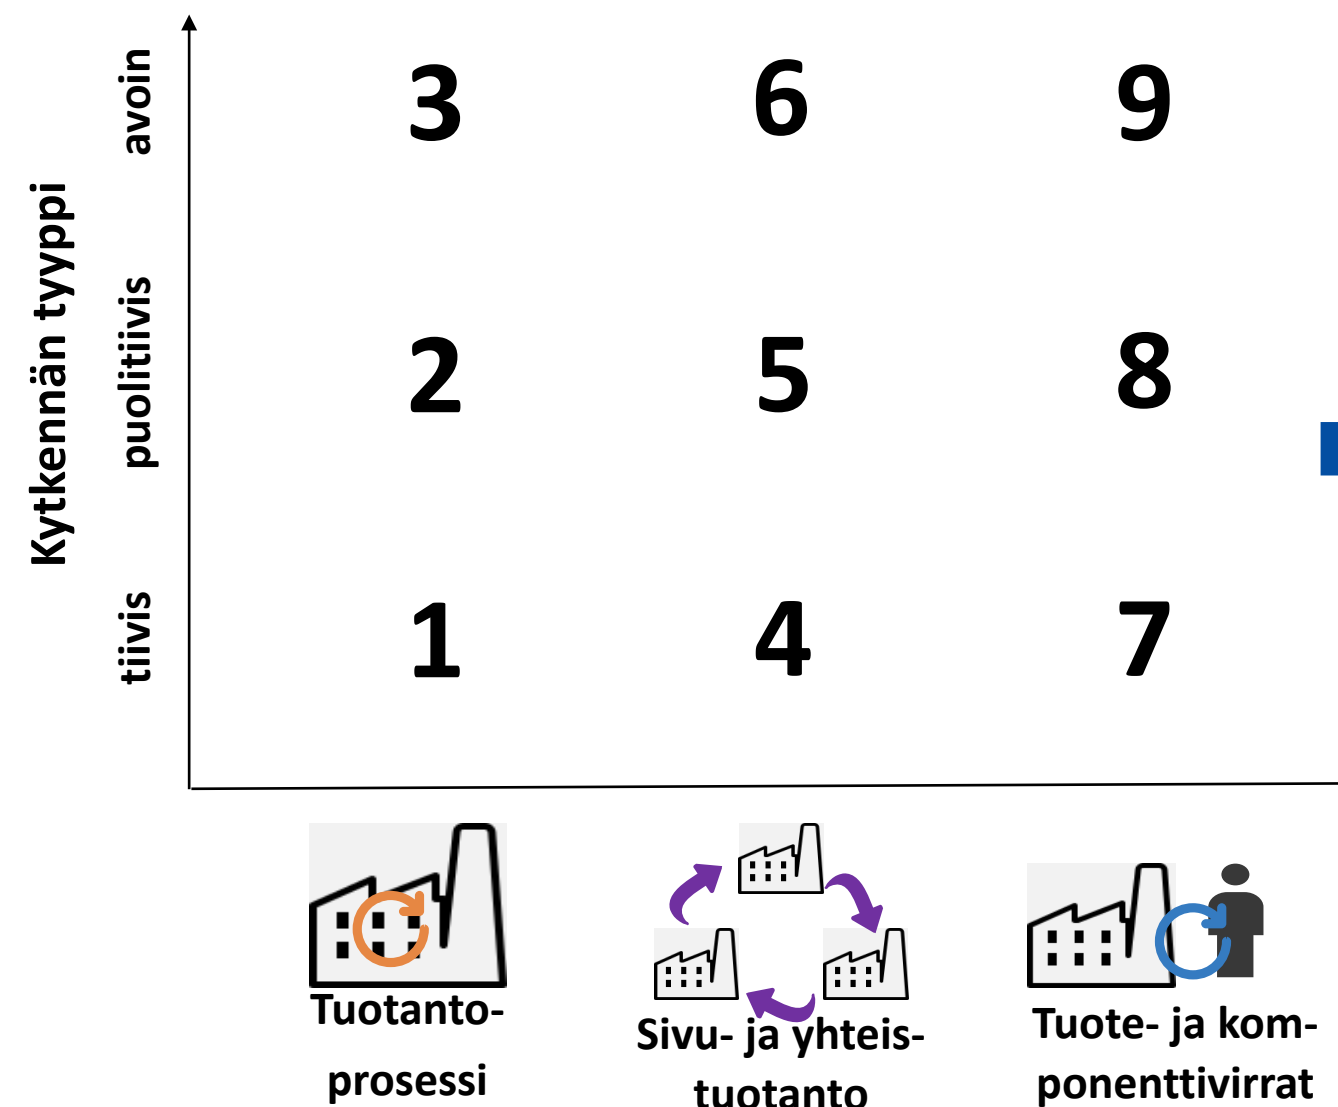 Kytkennän tyyppi
avoin
3 6 9
puolitiivis
2 5 8
tiivis
1 4 7
Tuotanto-
prosessi
Sivu- ja yhteis-
tuotanto
Tuote- ja kom-
ponenttivirrat